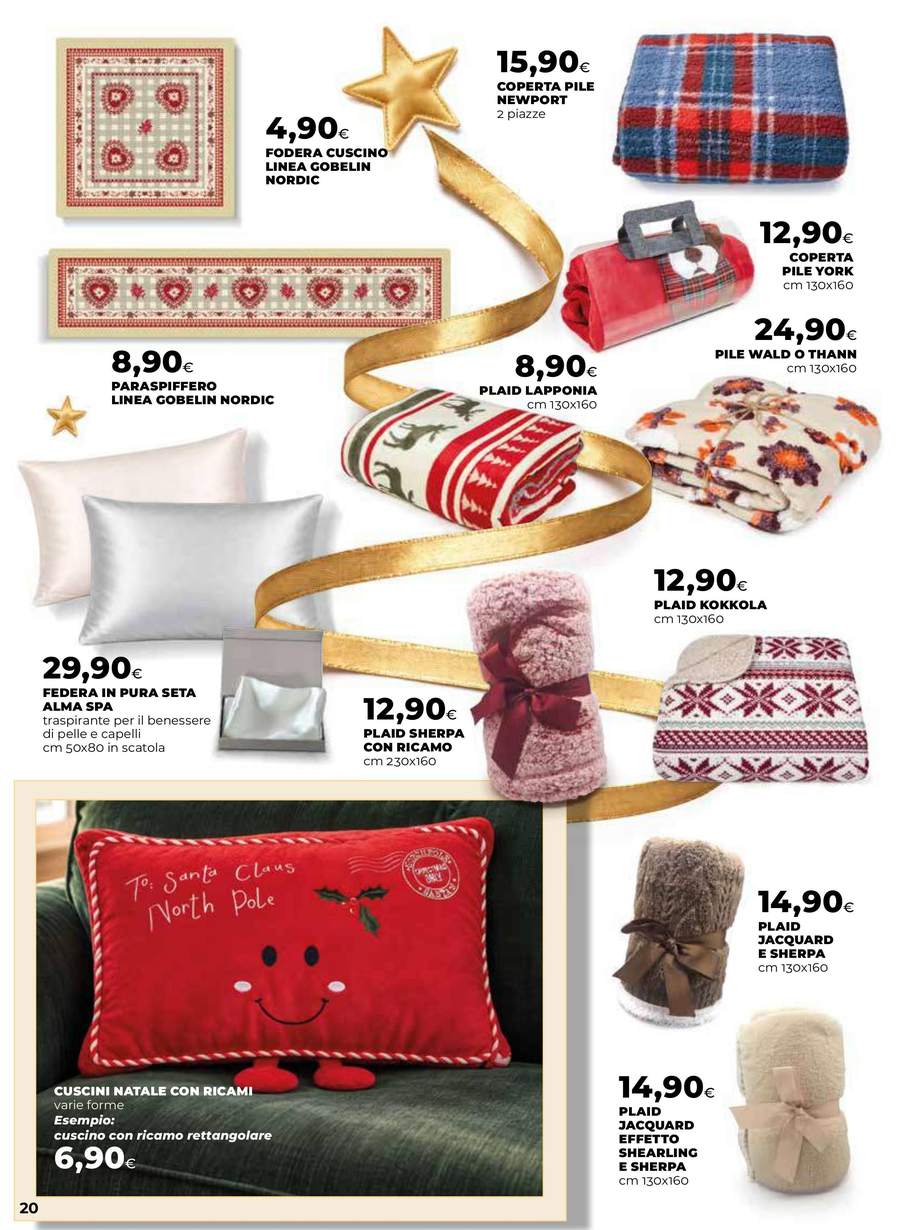 15,90€
COPERTA PILE
NEWPORT
2 piazze
4,90€
FODERA CUSCINO
LINEA GOBELIN
NORDIC
12,90€
COPERTA
PILE YORK
cm 130x160
24,90€
PILE WALD O THANN
cm 130x160
8,90€
PARASPIFFERO
LINEA GOBELIN NORDIC
8,90€
PLAID LAPPONIA
cm 130x160
12,90€
PLAID KOKKOLA
cm 130x160
29,90€
FEDERA IN PURA SETA
ALMA SPA
traspirante per il benessere
di pelle e capelli
cm 50x80 in scatola
12,90€
PLAID SHERPA
CON RICAMO
cm 230x160
To: Santa Claus
North Pole
SANTA
CUSCINI NATALE CON RICAMI
varie forme
Esempio:
cuscino con ricamo rettangolare
6,90€
14,90€
PLAID
JACQUARD
E SHERPA
cm 130x160
14,90€
PLAID
JACQUARD
EFFETTO
SHEARLING
E SHERPA
cm 130x160
20